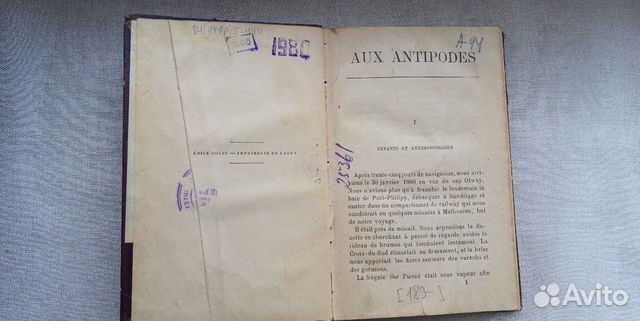 1980
ÉMILE COLIN — IMPRIMERIE DE LAGNY
25361
A-94
AUX ANTIPODES
I
SAVANTS ET ANTHROPOPHAGES
Après trente-cinq jours de navigation, nous arri-
vions le 30 janvier 1880 en vue du cap Otway.
Nous n'avions plus qu'à franchir le lendemain la
baie de Port-Philipp, débarquer à Sandridge et
sauter dans un compartiment de railway qui nous
conduirait en quelques minutes à Melbourne, but
de notre voyage.
Il était près de minuit. Nous arpentions la du-
nette en cherchant à percer de regards avides le
rideau de brumes qui tombaient lentement. La
Croix-du-Sud étincelait au firmament, et la brise
nous apportait les âcres senteurs des varechs et
des goémons.
La frégate the Tweed était sous vapeur afin
1
[189-]
Avito